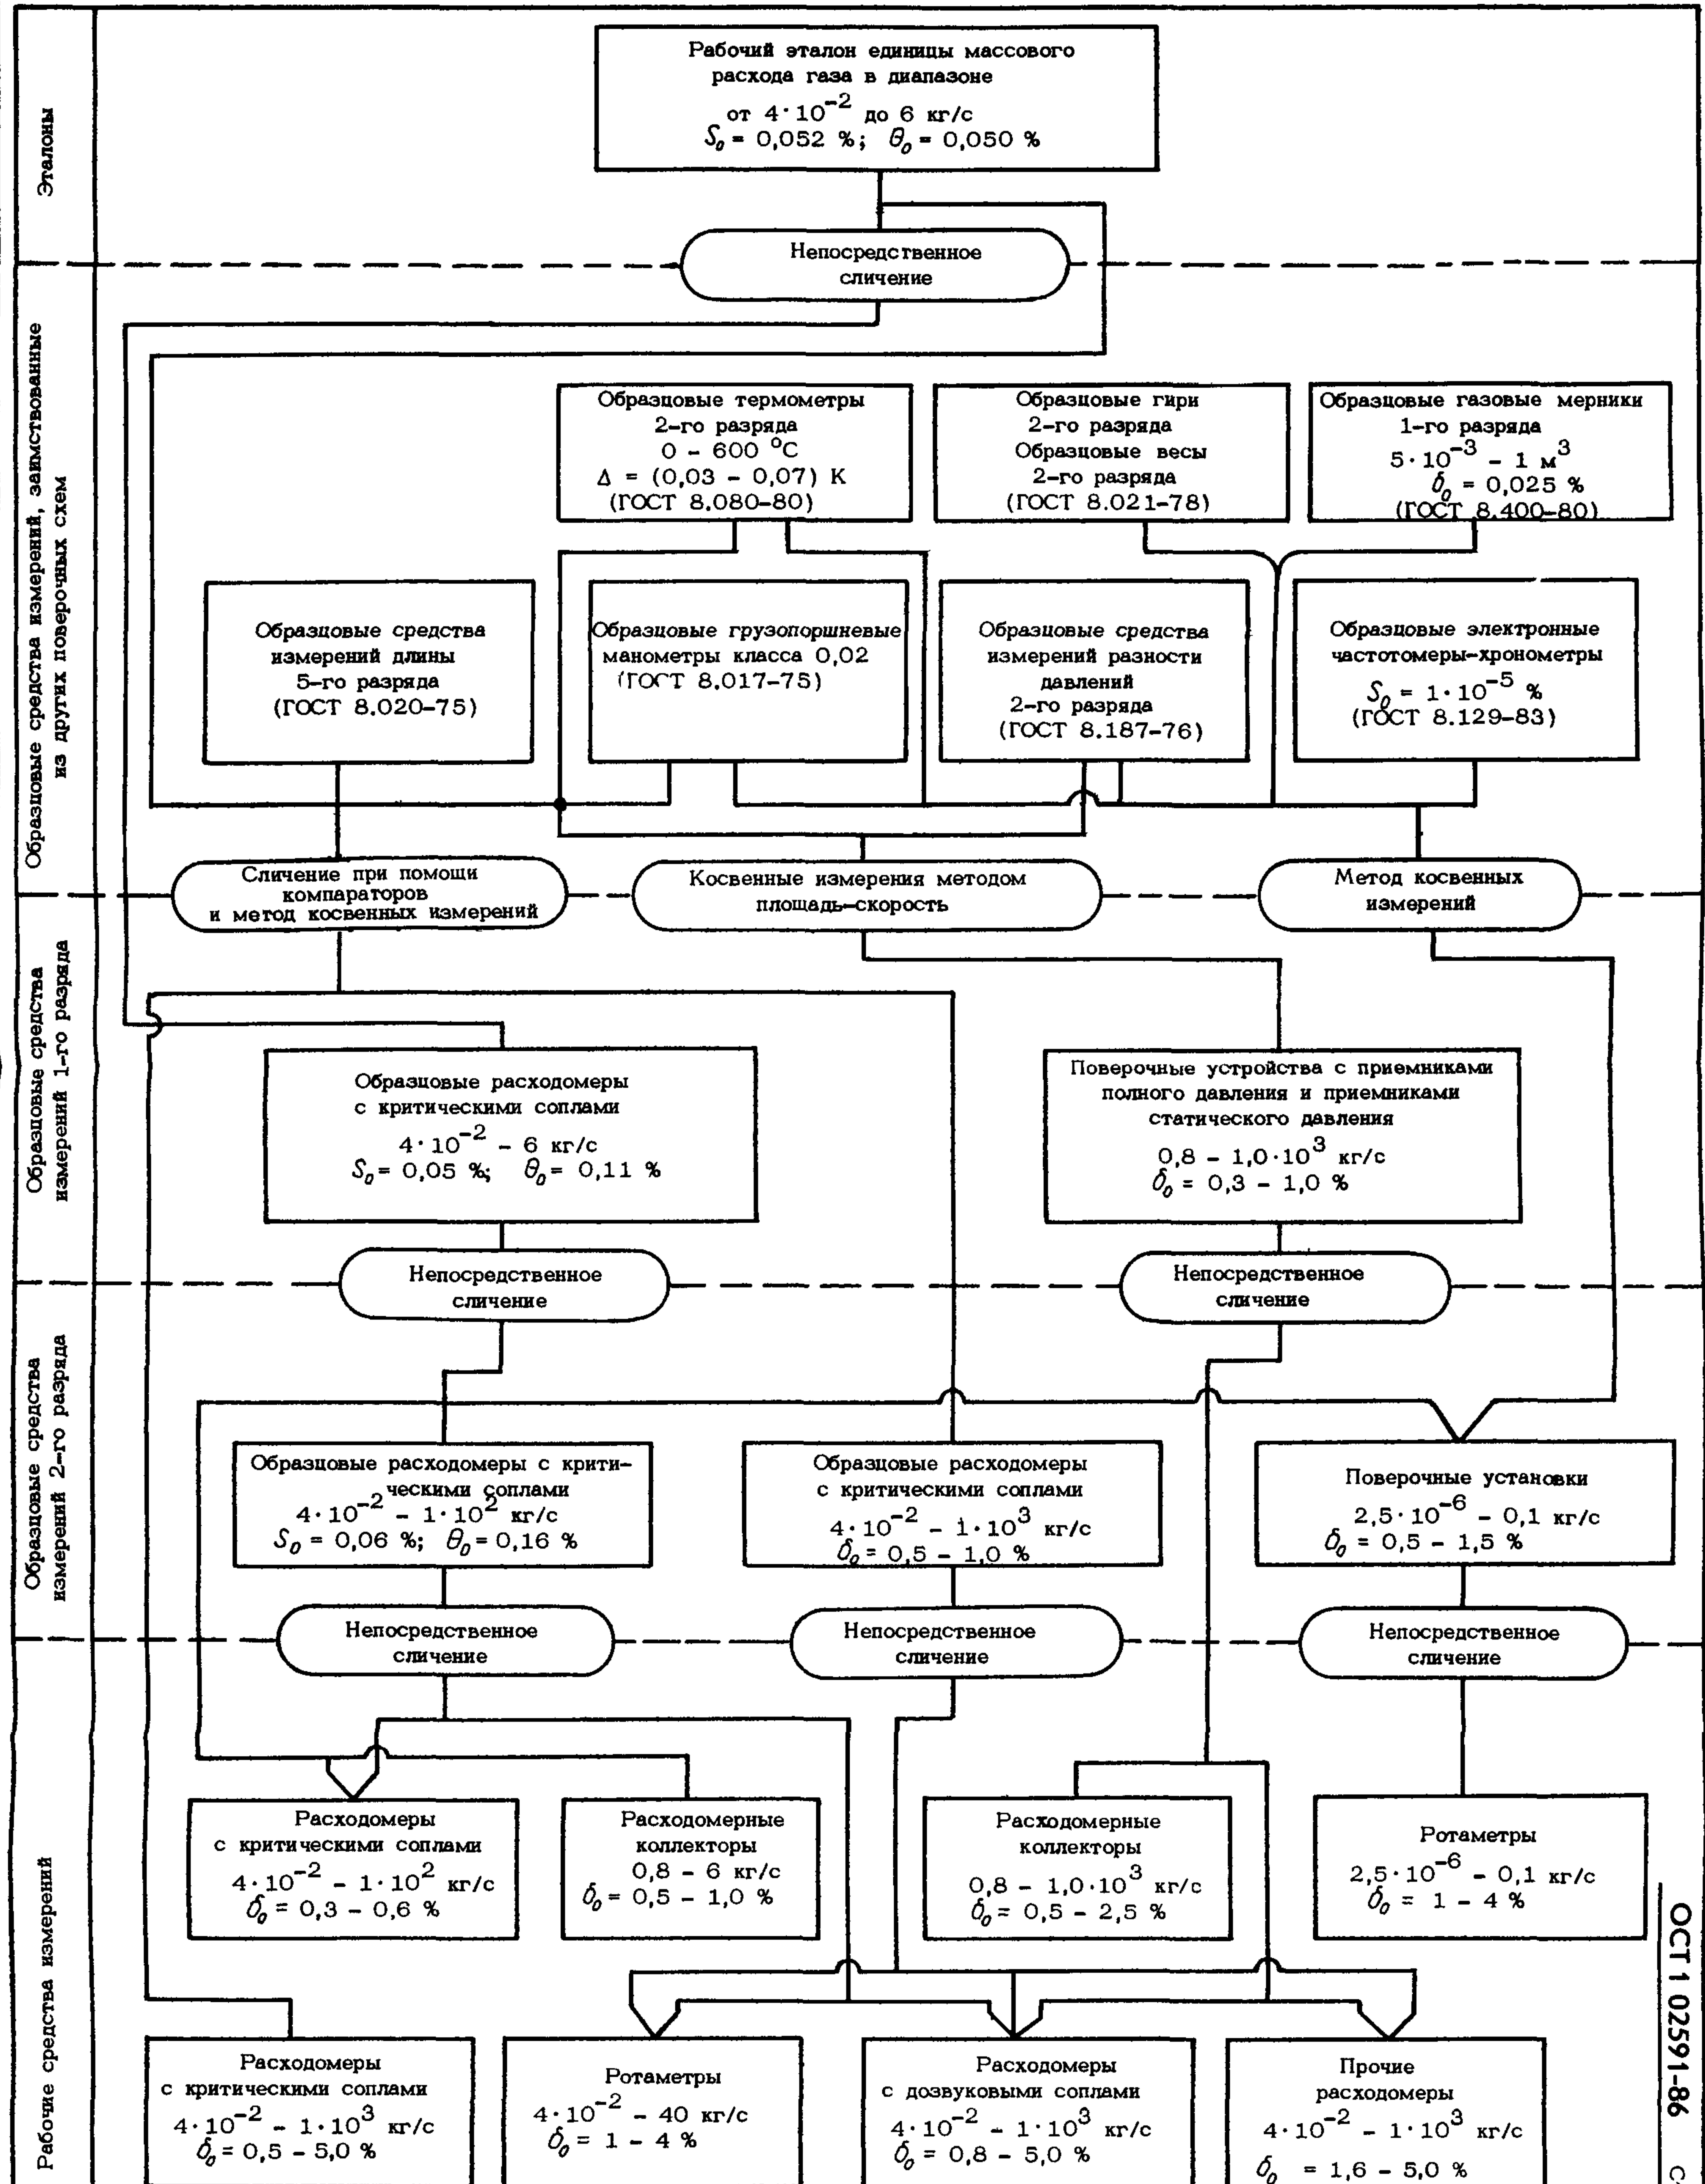 Эталоны
Рабочий эталон единицы массового
расхода газа в диапазоне
от 4·10⁻² до 6 кг/с
S₀ = 0,052 %; θ₀ = 0,050 %
Непосредственное
сличение
Образцовые средства измерений, заимствованные
из других поверочных схем
Образцовые термометры
2-го разряда
0 – 600 °С
Δ = (0,03 – 0,07) К
(ГОСТ 8.080-80)
Образцовые гири
2-го разряда
Образцовые весы
2-го разряда
(ГОСТ 8.021-78)
Образцовые газовые мерники
1-го разряда
5·10⁻³ – 1 м³
δ₀ = 0,025 %
(ГОСТ 8.400-80)
Образцовые средства
измерений длины
5-го разряда
(ГОСТ 8.020-75)
Образцовые грузопоршневые
манометры класса 0,02
(ГОСТ 8.017-75)
Образцовые средства
измерений разности
давлений
2-го разряда
(ГОСТ 8.187-76)
Образцовые электронные
частотомеры-хронометры
S₀ = 1·10⁻⁵ %
(ГОСТ 8.129-83)
Сличение при помощи
компараторов
и метод косвенных измерений
Косвенные измерения методом
площадь-скорость
Метод косвенных
измерений
Образцовые средства
измерений 1-го разряда
Образцовые расходомеры
с критическими соплами
4·10⁻² – 6 кг/с
S₀ = 0,05 %; θ₀ = 0,11 %
Поверочные устройства с приемниками
полного давления и приемниками
статического давления
0,8 – 1,0·10³ кг/с
δ₀ = 0,3 – 1,0 %
Непосредственное
сличение
Непосредственное
сличение
Образцовые средства
измерений 2-го разряда
Образцовые расходомеры с крити-
ческими соплами
4·10⁻² – 1·10² кг/с
S₀ = 0,06 %; θ₀ = 0,16 %
Образцовые расходомеры
с критическими соплами
4·10⁻² – 1·10³ кг/с
δ₀ = 0,5 – 1,0 %
Поверочные установки
2,5·10⁻⁶ – 0,1 кг/с
δ₀ = 0,5 – 1,5 %
Непосредственное
сличение
Непосредственное
сличение
Непосредственное
сличение
Рабочие средства измерений
Расходомеры
с критическими соплами
4·10⁻² – 1·10² кг/с
δ₀ = 0,3 – 0,6 %
Расходомерные
коллекторы
0,8 – 6 кг/с
δ₀ = 0,5 – 1,0 %
Расходомерные
коллекторы
0,8 – 1,0·10³ кг/с
δ₀ = 0,5 – 2,5 %
Ротаметры
2,5·10⁻⁶ – 0,1 кг/с
δ₀ = 1 – 4 %
Расходомеры
с критическими соплами
4·10⁻² – 1·10³ кг/с
δ₀ = 0,5 – 5,0 %
Ротаметры
4·10⁻² – 40 кг/с
δ₀ = 1 – 4 %
Расходомеры
с дозвуковыми соплами
4·10⁻² – 1·10³ кг/с
δ₀ = 0,8 – 5,0 %
Прочие
расходомеры
4·10⁻² – 1·10³ кг/с
δ₀ = 1,6 – 5,0 %
ОСТ 1 02591-86